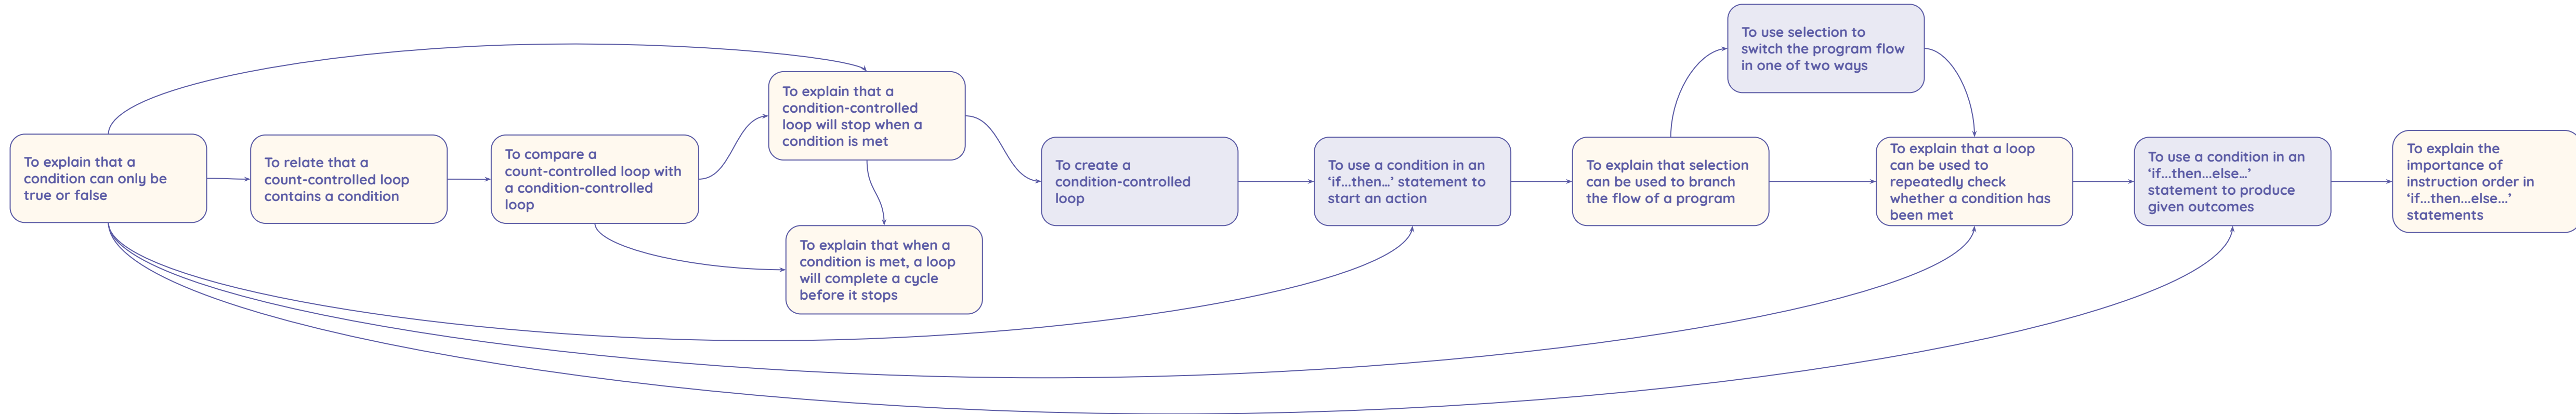 To explain that a
condition can only be
true or false
To relate that a
count-controlled loop
contains a condition
To compare a
count-controlled loop with
a condition-controlled
loop
To explain that a
condition-controlled
loop will stop when a
condition is met
To explain that when a
condition is met, a loop
will complete a cycle
before it stops
To create a
condition-controlled
loop
To use a condition in an
‘if...then...’ statement to
start an action
To explain that selection
can be used to branch
the flow of a program
To use selection to
switch the program flow
in one of two ways
To explain that a loop
can be used to
repeatedly check
whether a condition has
been met
To use a condition in an
‘if...then...else...’
statement to produce
given outcomes
To explain the
importance of
instruction order in
‘if...then...else...’
statements